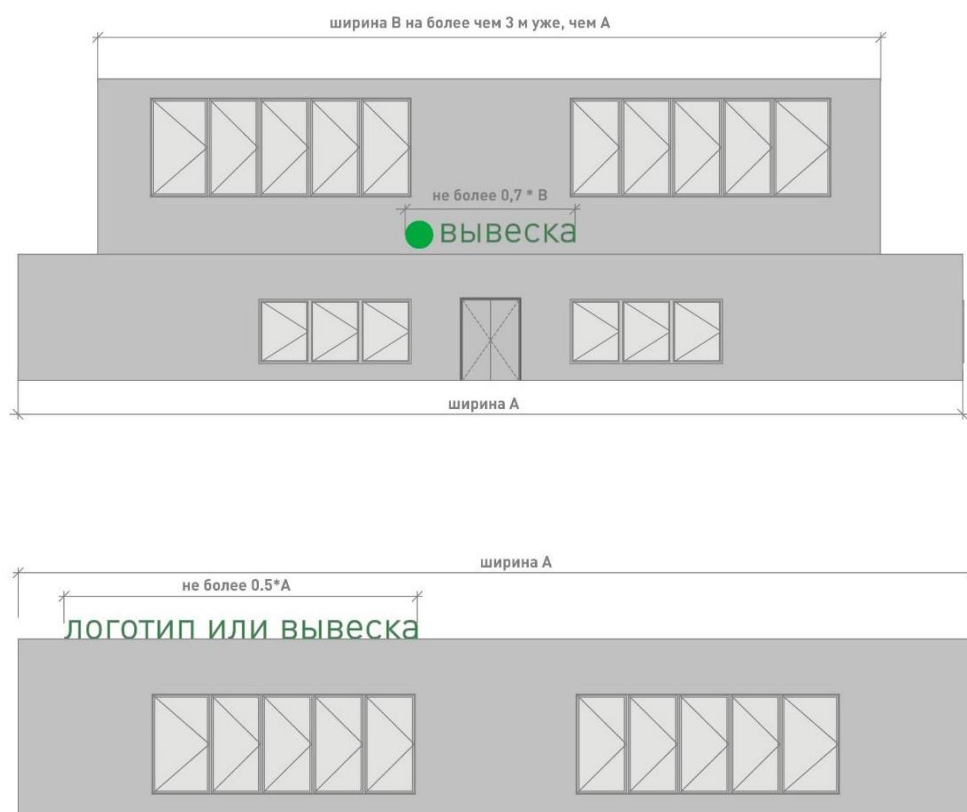 ширина В на более чем 3 м уже, чем А
не более 0,7 * В
вывеска
ширина А
ширина А
не более 0.5*А
логотип или вывеска